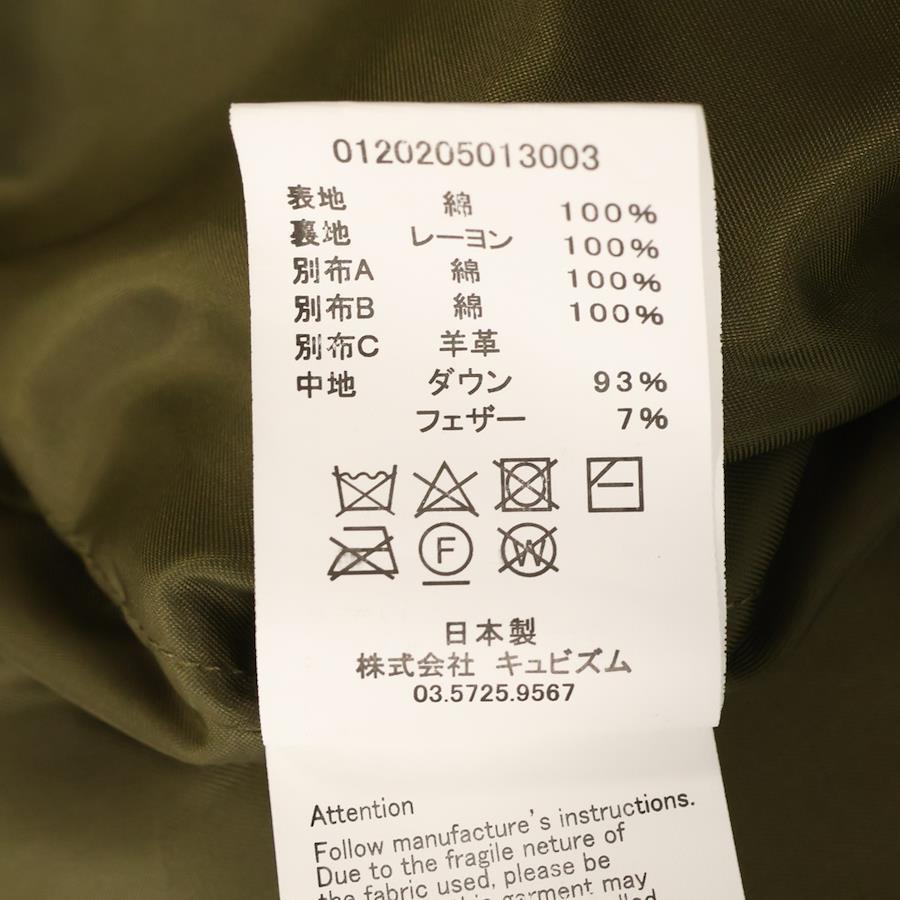 0120205013003
表地 綿 100%
裏地 レーヨン 100%
別布A 綿 100%
別布B 綿 100%
別布C 羊革
中地 ダウン 93%
フェザー 7%
F W
日本製
株式会社 キュビズム
03.5725.9567
Attention
Follow manufacture's instructions.
Due to the fragile neture of
the fabric used, please be
garment may